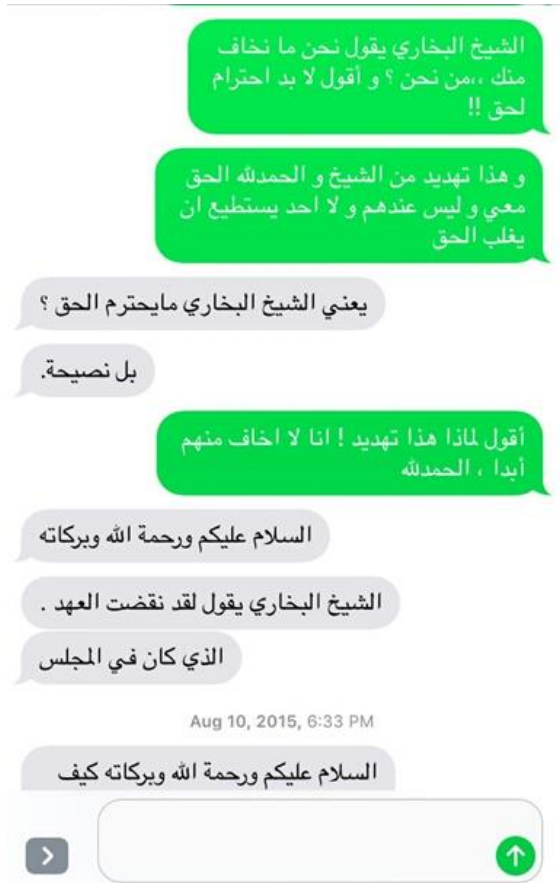 الشيخ البخاري يقول نحن ما نخاف
منك ،،من نحن ؟ و أقول لا بد احترام
لحق !!
و هذا تهديد من الشيخ و الحمدلله الحق
معي و ليس عندهم و لا احد يستطيع ان
يغلب الحق
يعني الشيخ البخاري مايحترم الحق ؟
بل نصيحة.
أقول لماذا هذا تهديد ! انا لا اخاف منهم
أبدا ، الحمدلله
السلام عليكم ورحمة الله وبركاته
الشيخ البخاري يقول لقد نقضت العهد .
الذي كان في المجلس
Aug 10, 2015, 6:33 PM
السلام عليكم ورحمة الله وبركاته كيف